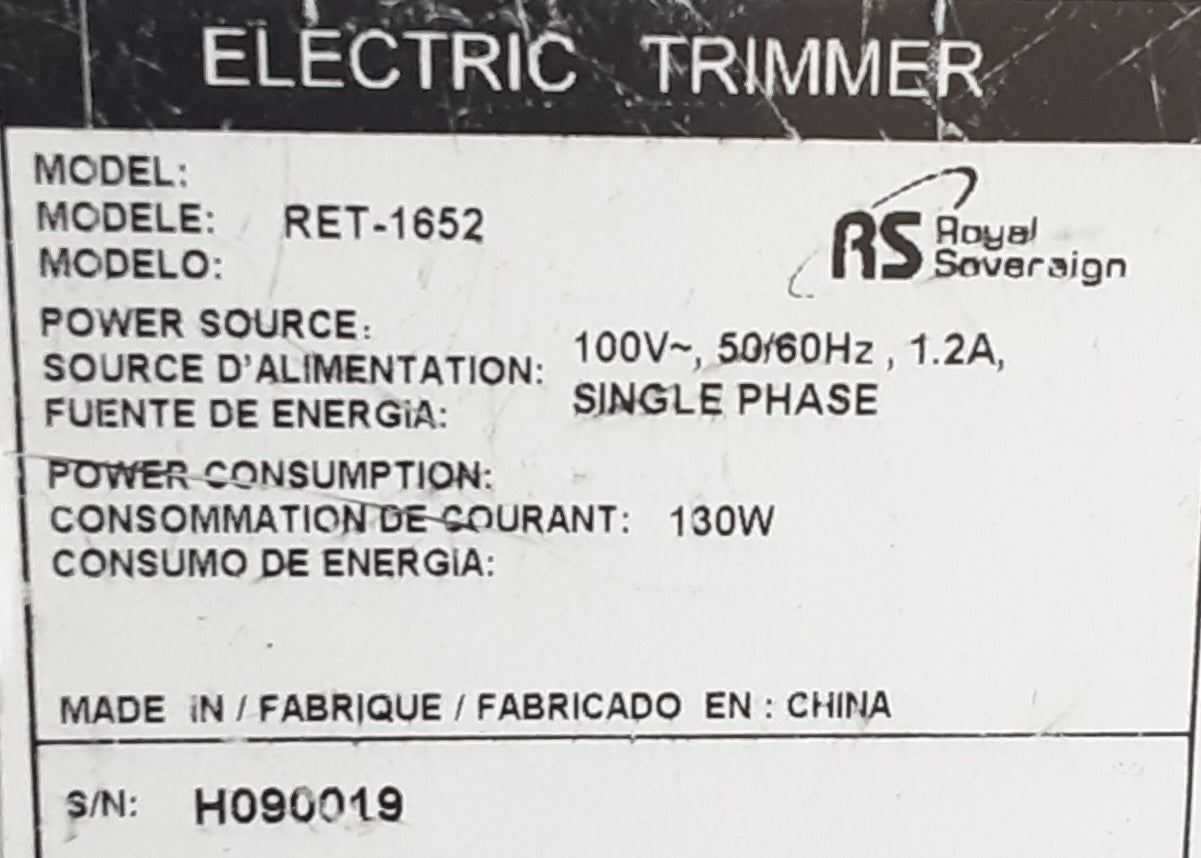 ELECTRIC TRIMMER
MODEL:
MODELE: RET-1652
MODELO:
RS Royal
Sovereign
POWER SOURCE:
SOURCE D'ALIMENTATION:
FUENTE DE ENERGIA:
100V~, 50/60Hz , 1.2A,
SINGLE PHASE
POWER CONSUMPTION:
CONSOMMATION DE COURANT: 130W
CONSUMO DE ENERGIA:
MADE iN / FABRIQUE / FABRICADO EN : CHINA
S/N: H090019